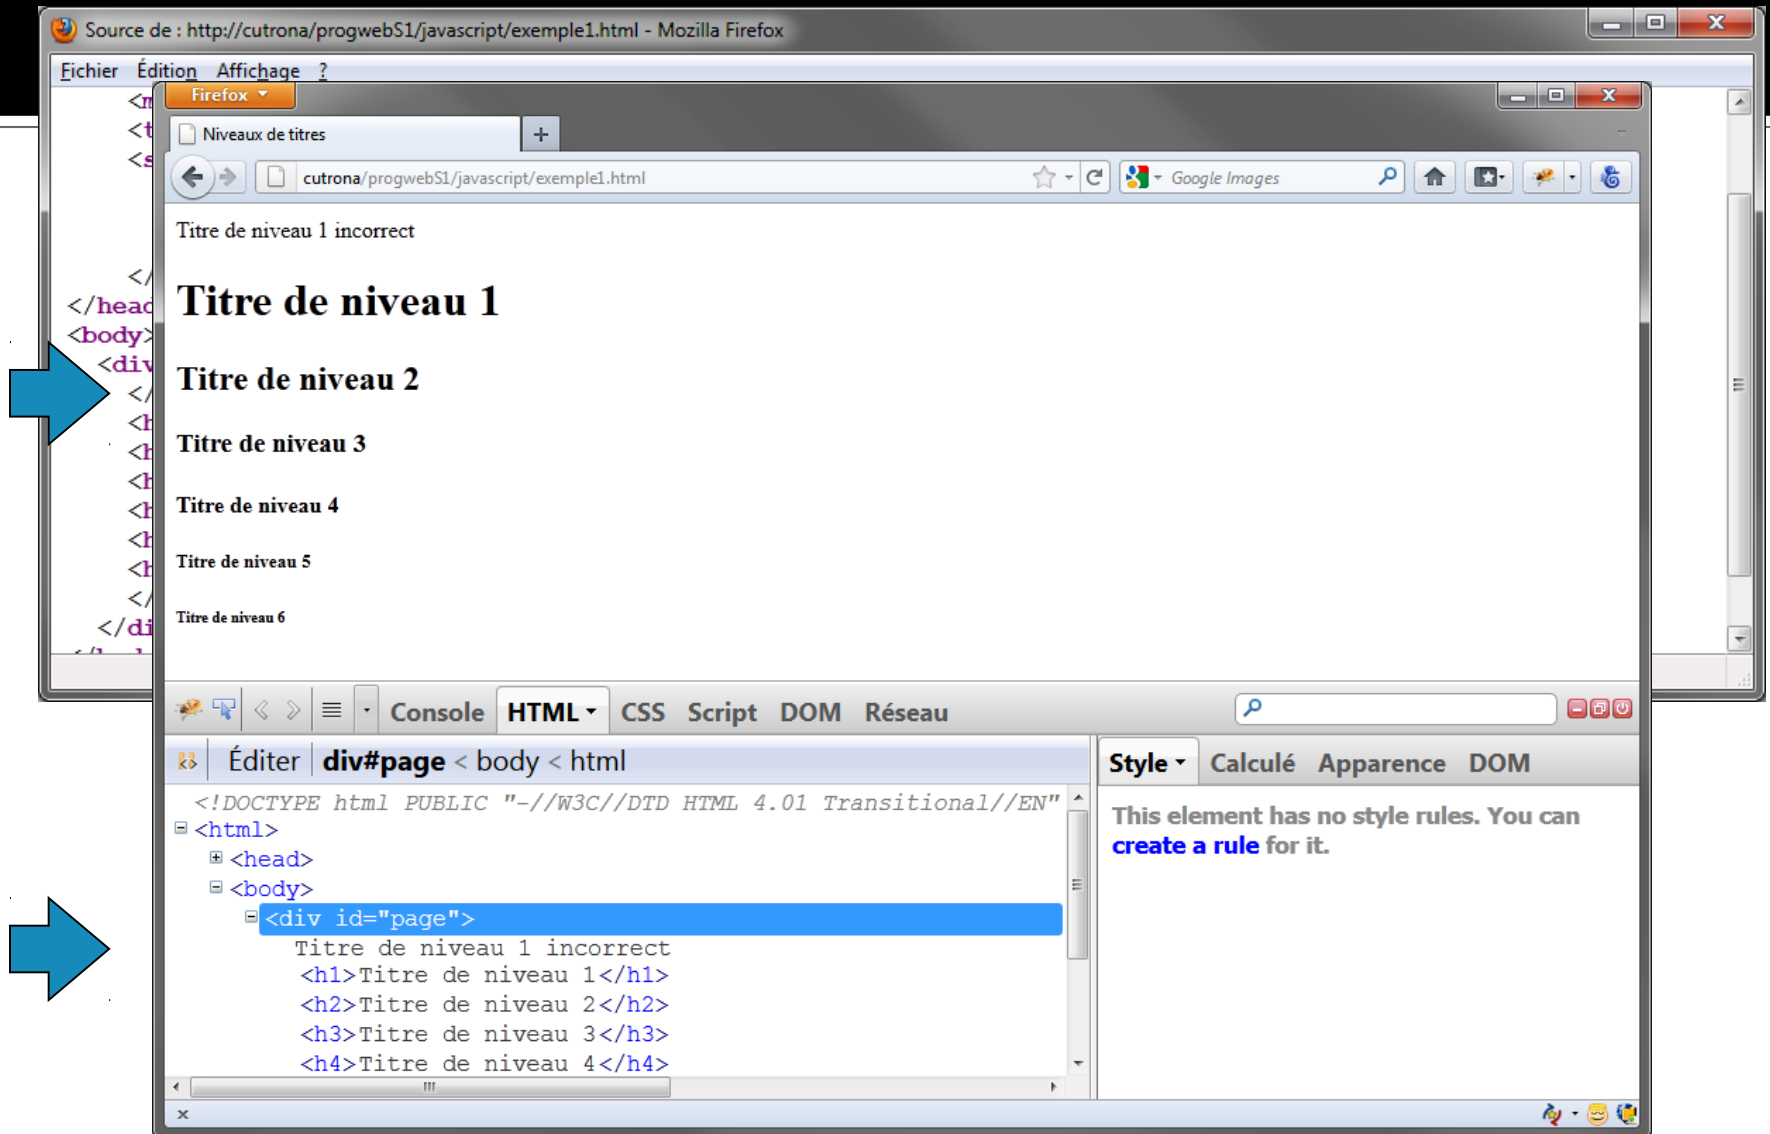 Source de : http://cutrona/progwebS1/javascript/exemple1.html - Mozilla Firefox
Fichier Édition Affichage ?
<m
<t
<s
</
</head
<body>
<div
</
<h
<h
<h
<h
<h
<h
</
</di
Firefox
Niveaux de titres
cutrona/progwebS1/javascript/exemple1.html
Google Images
Titre de niveau 1 incorrect
Titre de niveau 1
Titre de niveau 2
Titre de niveau 3
Titre de niveau 4
Titre de niveau 5
Titre de niveau 6
Console HTML CSS Script DOM Réseau
Éditer div#page < body < html
<!DOCTYPE html PUBLIC "-//W3C//DTD HTML 4.01 Transitional//EN"
<html>
<head>
<body>
<div id="page">
Titre de niveau 1 incorrect
<h1>Titre de niveau 1</h1>
<h2>Titre de niveau 2</h2>
<h3>Titre de niveau 3</h3>
<h4>Titre de niveau 4</h4>
Style Calculé Apparence DOM
This element has no style rules. You can
create a rule for it.